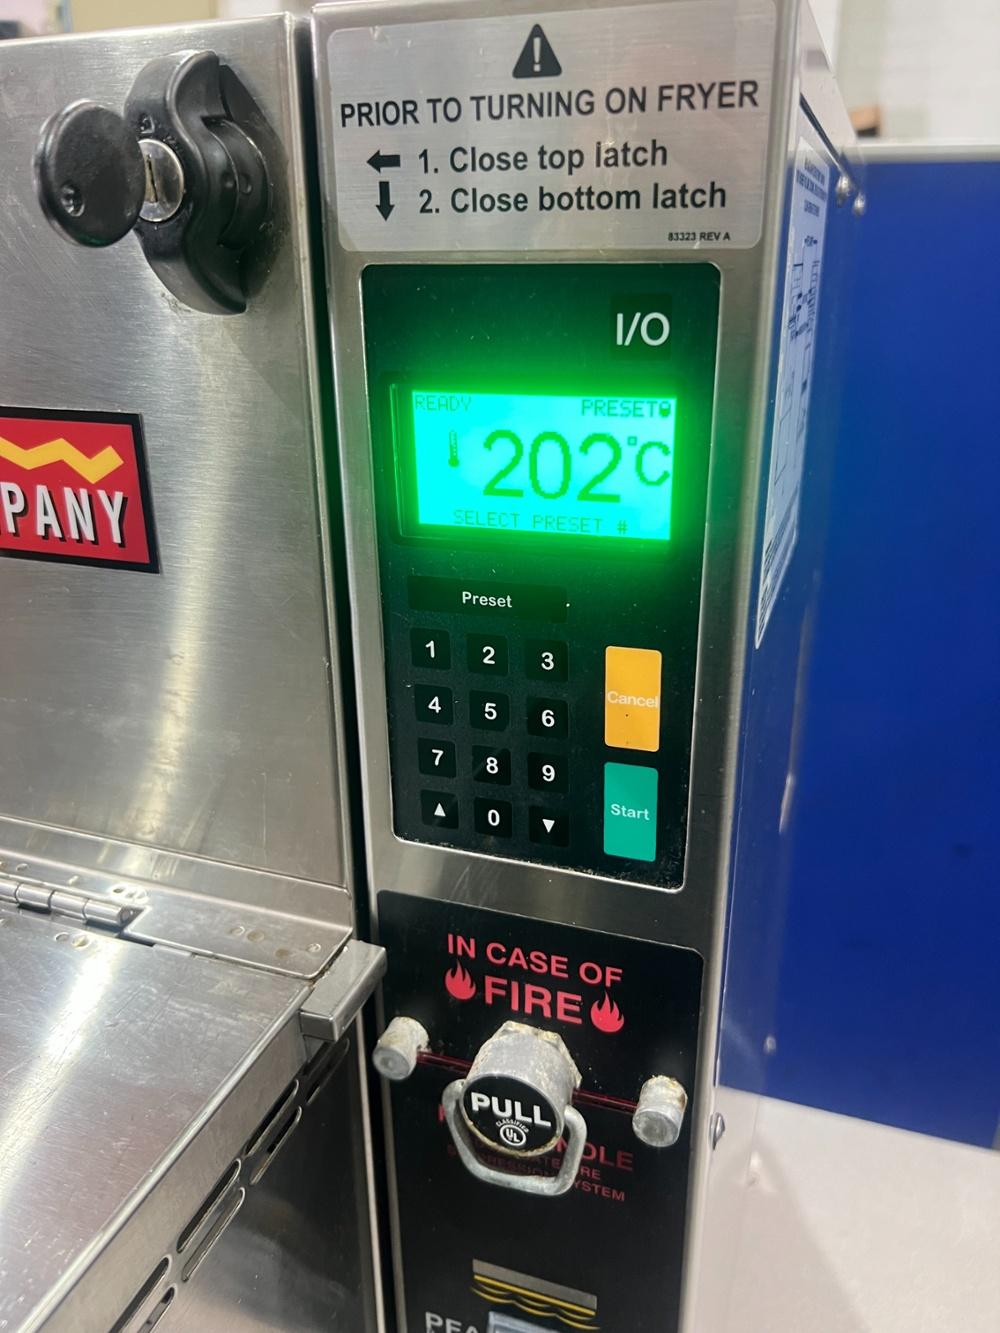 PRIOR TO TURNING ON FRYER
1. Close top latch
2. Close bottom latch
83323 REV A
I/O
READY PRESET
202°C
SELECT PRESET #
PANY
Preset
1 2 3
4 5 6
7 8 9
0
Cancel
Start
IN CASE OF
FIRE
PULL
CLASSIFIED
UL